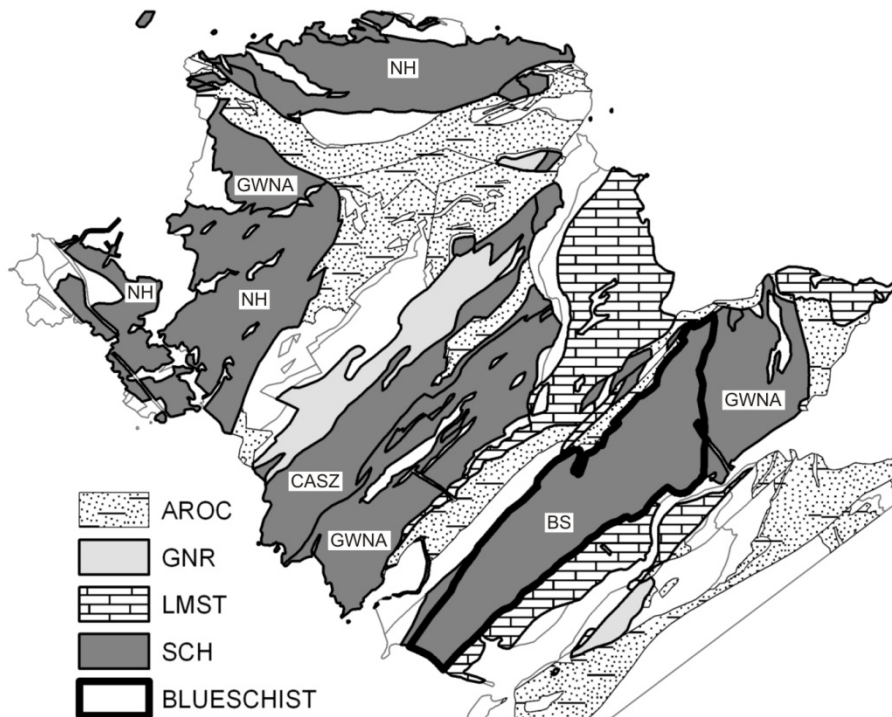 NH
GWNA
NH
NH
GWNA
CASZ
BS
GWNA
AROC
GNR
LMST
SCH
BLUESCHIST